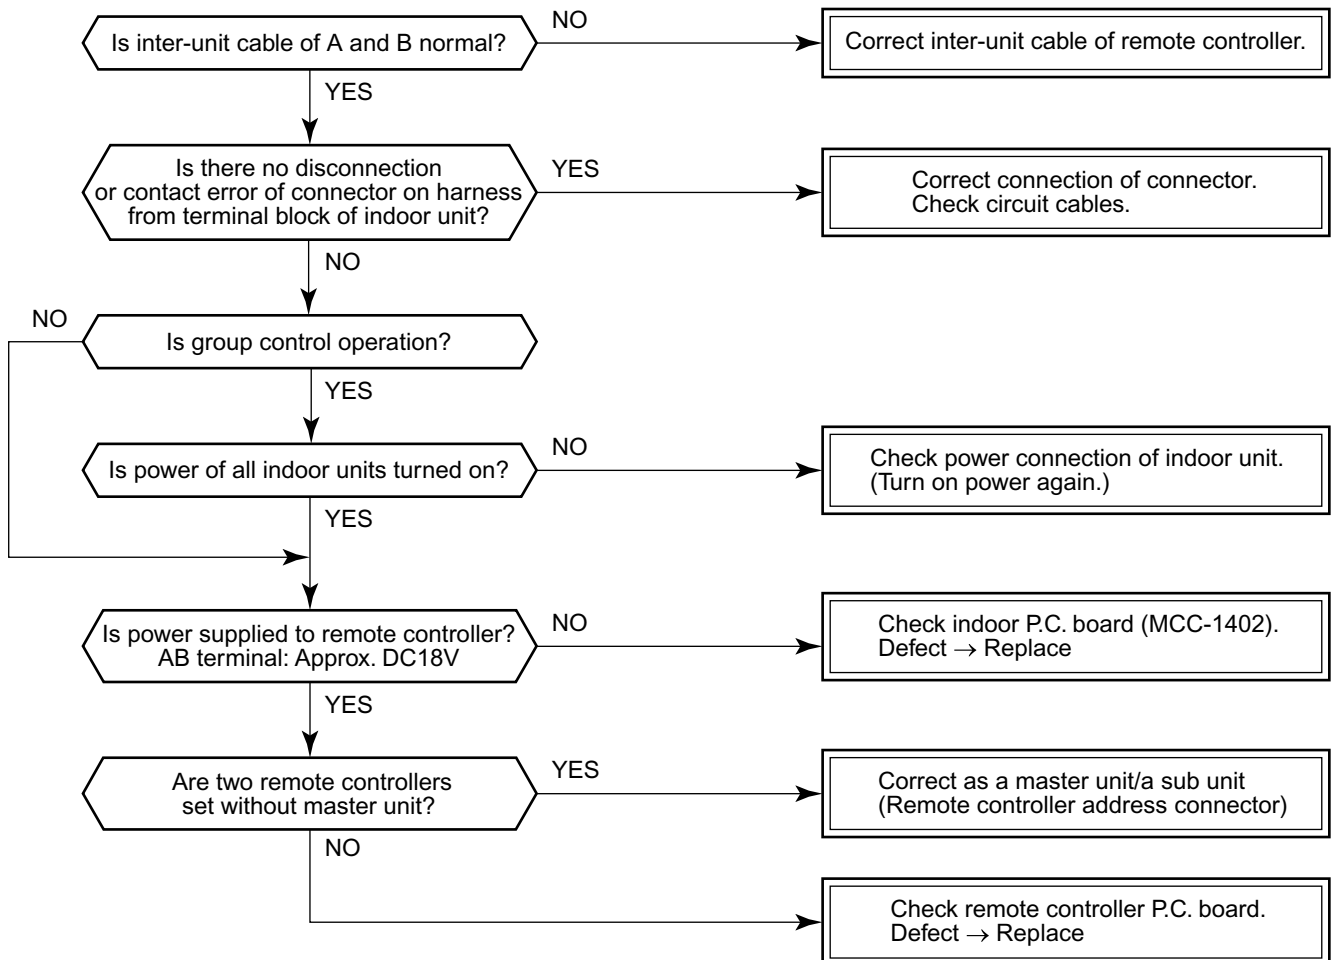 Is inter-unit cable of A and B normal?
NO
Correct inter-unit cable of remote controller.
YES
Is there no disconnection
or contact error of connector on harness
from terminal block of indoor unit?
YES
Correct connection of connector.
Check circuit cables.
NO
NO
Is group control operation?
YES
Is power of all indoor units turned on?
NO
Check power connection of indoor unit.
(Turn on power again.)
YES
Is power supplied to remote controller?
AB terminal: Approx. DC18V
NO
Check indoor P.C. board (MCC-1402).
Defect → Replace
YES
Are two remote controllers
set without master unit?
YES
Correct as a master unit/a sub unit
(Remote controller address connector)
NO
Check remote controller P.C. board.
Defect → Replace